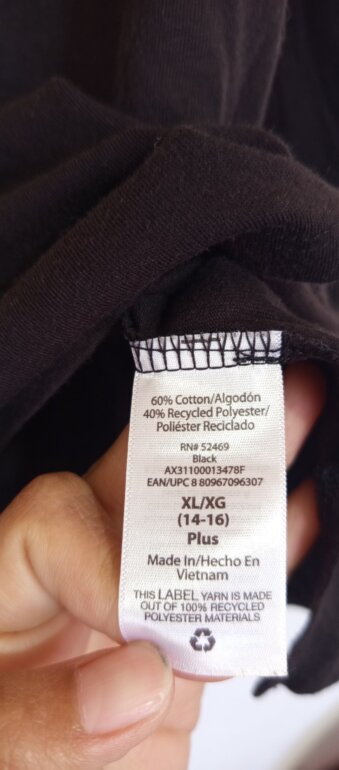 60% Cotton/Algodón
40% Recycled Polyester/
Poliéster Reciclado
RN# 52469
Black
AX31100013478F
EAN/UPC 8 80967096307
XL/XG
(14-16)
Plus
Made In/Hecho En
Vietnam
THIS LABEL YARN IS MADE
OUT OF 100% RECYCLED
POLYESTER MATERIALS